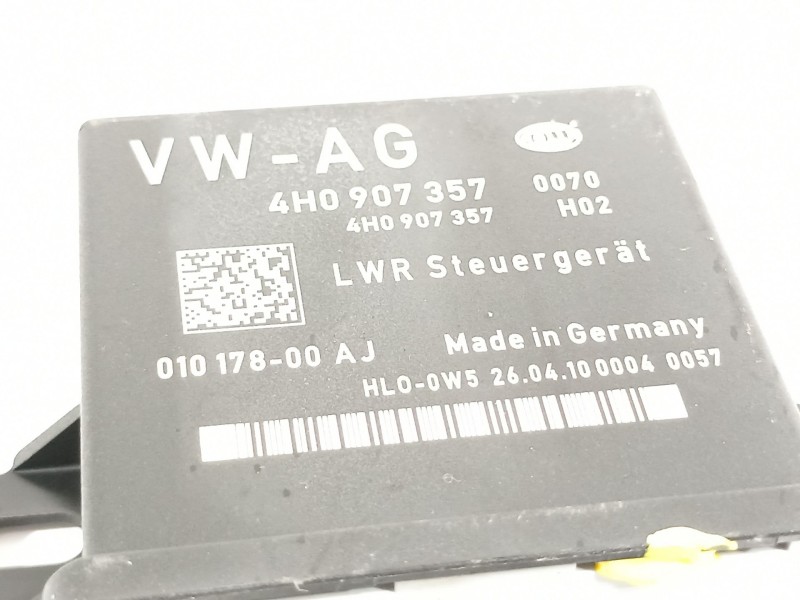 VW-AG
4H0 907 357 0070
4H0 907 357 H02
LWR Steuergerät
010 178-00 AJ Made in Germany
HLO-0W5 26.04.10 0004 0057